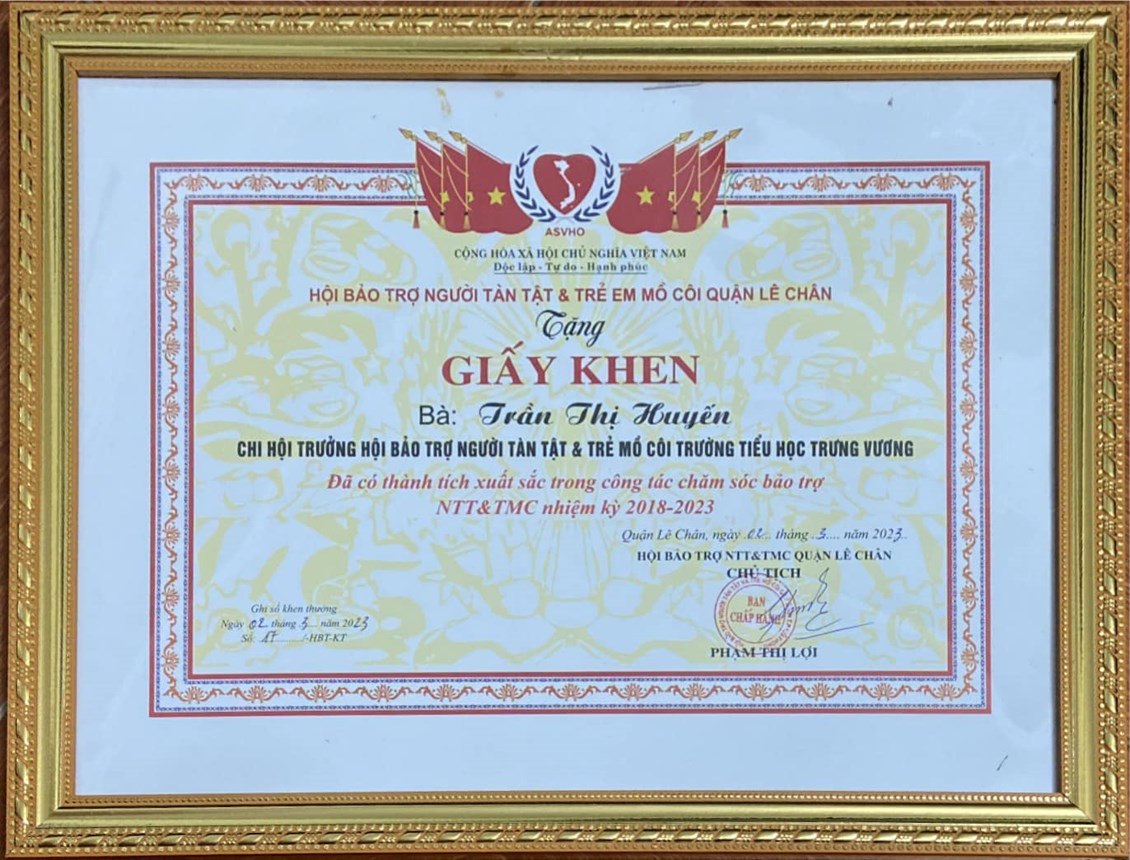 ASVHO
CỘNG HÒA XÃ HỘI CHỦ NGHĨA VIỆT NAM
Độc lập - Tự do - Hạnh phúc
HỘI BẢO TRỢ NGƯỜI TÀN TẬT & TRẺ EM MỒ CÔI QUẬN LÊ CHÂN
Tặng
GIẤY KHEN
Bà: Trần Thị Huyến
CHI HỘI TRƯỞNG HỘI BẢO TRỢ NGƯỜI TÀN TẬT & TRẺ MỒ CÔI TRƯỜNG TIỂU HỌC TRƯNG VƯƠNG
Đã có thành tích xuất sắc trong công tác chăm sóc bảo trợ
NTT&TMC nhiệm kỳ 2018-2023
Quận Lê Chân, ngày 02 tháng 3 năm 2023
HỘI BẢO TRỢ NTT&TMC QUẬN LÊ CHÂN
CHỦ TỊCH
BAN
CHẤP HÀNH
PHẠM THỊ LỢI
Ghi sổ khen thưởng
Ngày 02 tháng 3 năm 2023
Số: 17 /-HBT-KT